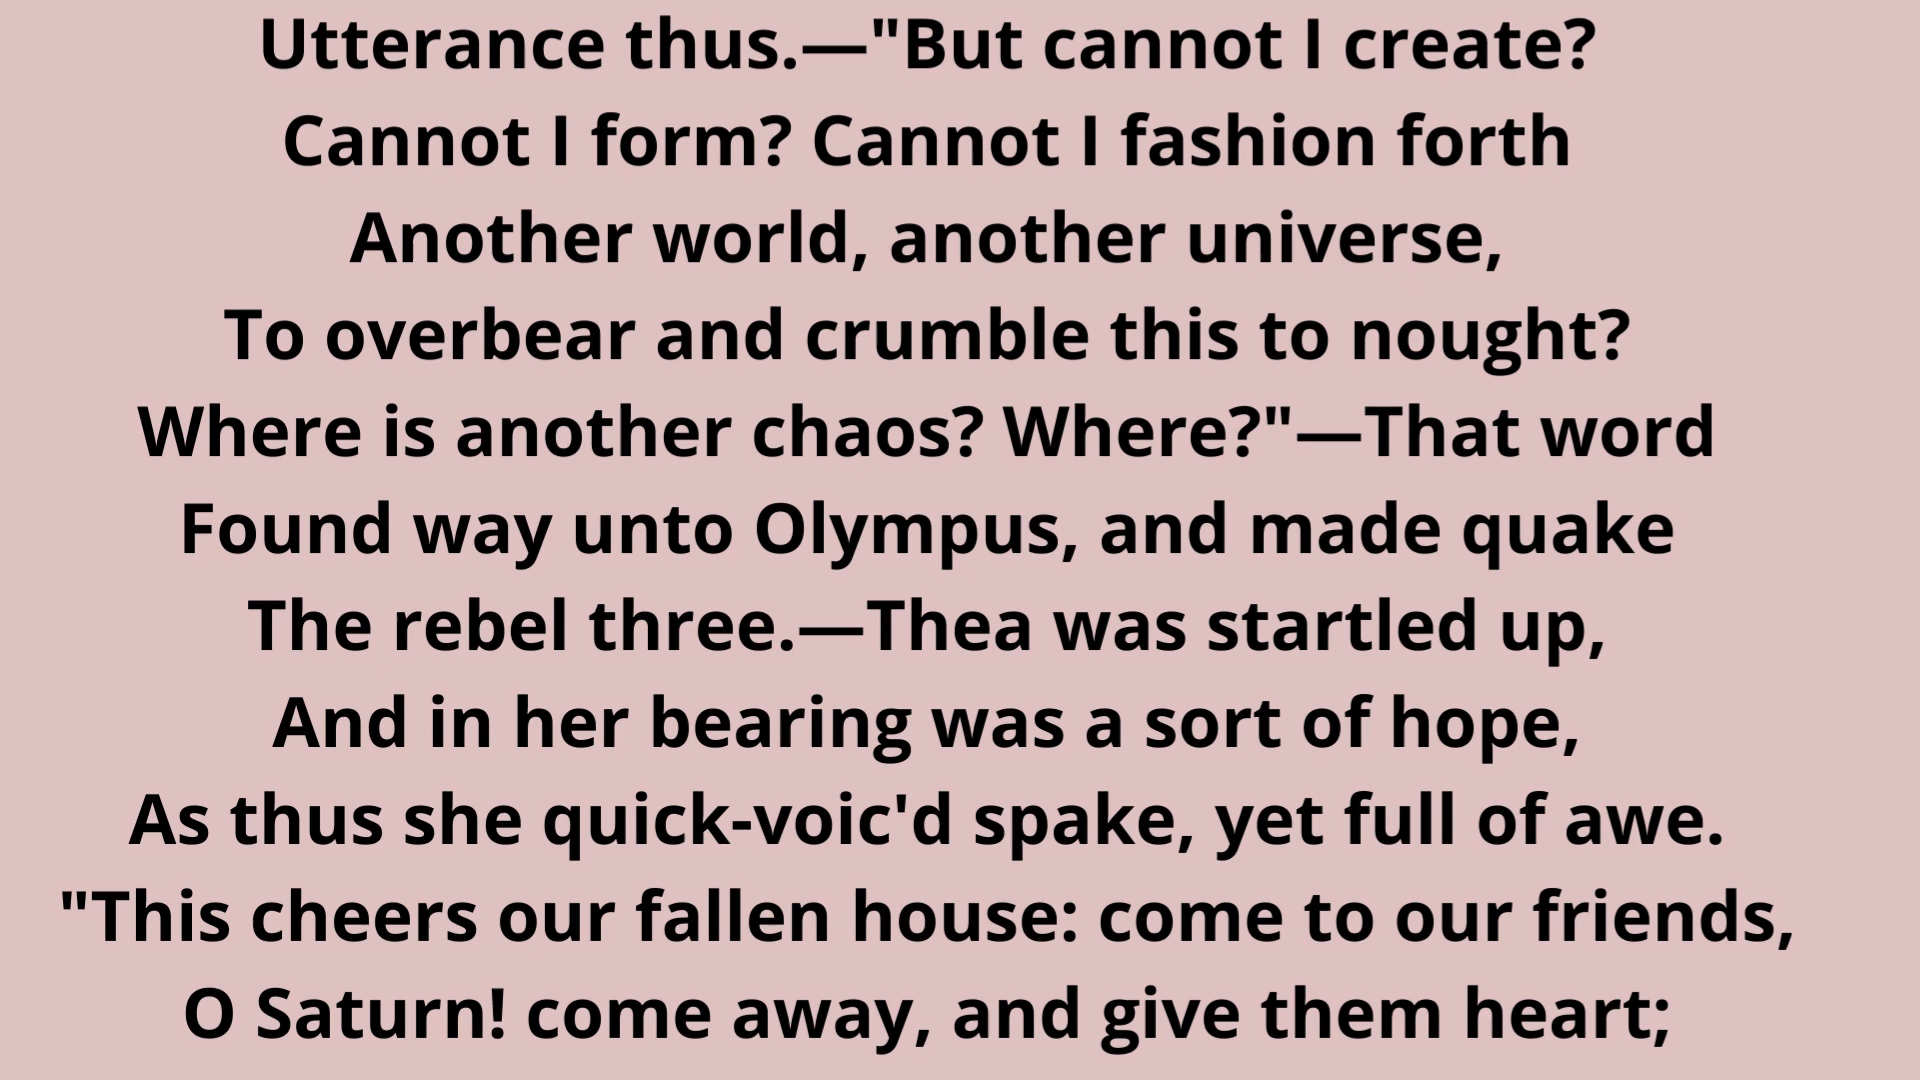 Utterance thus.—"But cannot I create?
Cannot I form? Cannot I fashion forth
Another world, another universe,
To overbear and crumble this to nought?
Where is another chaos? Where?"—That word
Found way unto Olympus, and made quake
The rebel three.—Thea was startled up,
And in her bearing was a sort of hope,
As thus she quick-voic'd spake, yet full of awe.
"This cheers our fallen house: come to our friends,
O Saturn! come away, and give them heart;